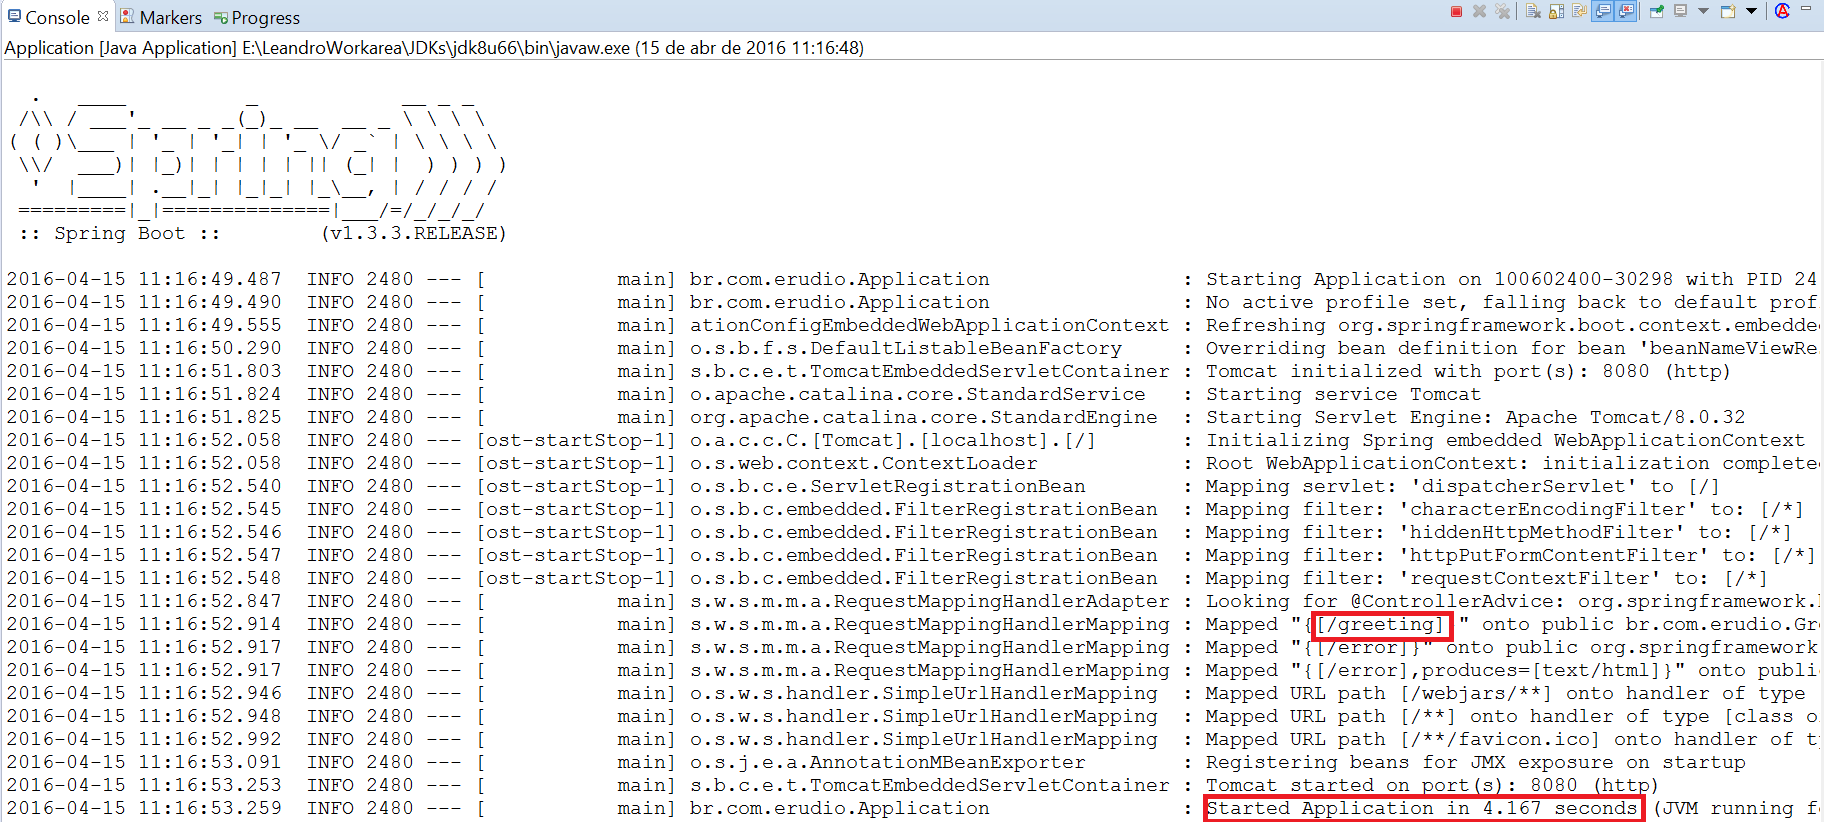 Console Markers Progress
Application [Java Application] E:\LeandroWorkarea\JDKs\jdk8u66\bin\javaw.exe (15 de abr de 2016 11:16:48)
  .   ____          _            __ _ _
 /\\ / ___'_ __ _ _(_)_ __  __ _ \ \ \ \
( ( )\___ | '_ | '_| | '_ \/ _` | \ \ \ \
 \\/  ___)| |_)| | | | | || (_| |  ) ) ) )
  '  |____| .__|_| |_|_| |_\__, | / / / /
 =========|_|==============|___/=/_/_/_/
 :: Spring Boot ::        (v1.3.3.RELEASE)
2016-04-15 11:16:49.487  INFO 2480 --- [           main] br.com.erudio.Application                : Starting Application on 100602400-30298 with PID 24
2016-04-15 11:16:49.490  INFO 2480 --- [           main] br.com.erudio.Application                : No active profile set, falling back to default prof
2016-04-15 11:16:49.555  INFO 2480 --- [           main] ationConfigEmbeddedWebApplicationContext : Refreshing org.springframework.boot.context.embedde
2016-04-15 11:16:50.290  INFO 2480 --- [           main] o.s.b.f.s.DefaultListableBeanFactory     : Overriding bean definition for bean 'beanNameViewRe
2016-04-15 11:16:51.803  INFO 2480 --- [           main] s.b.c.e.t.TomcatEmbeddedServletContainer : Tomcat initialized with port(s): 8080 (http)
2016-04-15 11:16:51.824  INFO 2480 --- [           main] o.apache.catalina.core.StandardService   : Starting service Tomcat
2016-04-15 11:16:51.825  INFO 2480 --- [           main] org.apache.catalina.core.StandardEngine  : Starting Servlet Engine: Apache Tomcat/8.0.32
2016-04-15 11:16:52.058  INFO 2480 --- [ost-startStop-1] o.a.c.c.C.[Tomcat].[localhost].[/]       : Initializing Spring embedded WebApplicationContext
2016-04-15 11:16:52.058  INFO 2480 --- [ost-startStop-1] o.s.web.context.ContextLoader            : Root WebApplicationContext: initialization complete
2016-04-15 11:16:52.540  INFO 2480 --- [ost-startStop-1] o.s.b.c.e.ServletRegistrationBean        : Mapping servlet: 'dispatcherServlet' to [/]
2016-04-15 11:16:52.545  INFO 2480 --- [ost-startStop-1] o.s.b.c.embedded.FilterRegistrationBean  : Mapping filter: 'characterEncodingFilter' to: [/*]
2016-04-15 11:16:52.546  INFO 2480 --- [ost-startStop-1] o.s.b.c.embedded.FilterRegistrationBean  : Mapping filter: 'hiddenHttpMethodFilter' to: [/*]
2016-04-15 11:16:52.547  INFO 2480 --- [ost-startStop-1] o.s.b.c.embedded.FilterRegistrationBean  : Mapping filter: 'httpPutFormContentFilter' to: [/*]
2016-04-15 11:16:52.548  INFO 2480 --- [ost-startStop-1] o.s.b.c.embedded.FilterRegistrationBean  : Mapping filter: 'requestContextFilter' to: [/*]
2016-04-15 11:16:52.847  INFO 2480 --- [           main] s.w.s.m.m.a.RequestMappingHandlerAdapter : Looking for @ControllerAdvice: org.springframework.
2016-04-15 11:16:52.914  INFO 2480 --- [           main] s.w.s.m.m.a.RequestMappingHandlerMapping : Mapped "{[/greeting] " onto public br.com.erudio.Gr
2016-04-15 11:16:52.917  INFO 2480 --- [           main] s.w.s.m.m.a.RequestMappingHandlerMapping : Mapped "{[/error]}" onto public org.springframework
2016-04-15 11:16:52.917  INFO 2480 --- [           main] s.w.s.m.m.a.RequestMappingHandlerMapping : Mapped "{[/error],produces=[text/html]}" onto publi
2016-04-15 11:16:52.946  INFO 2480 --- [           main] o.s.w.s.handler.SimpleUrlHandlerMapping  : Mapped URL path [/webjars/**] onto handler of type
2016-04-15 11:16:52.948  INFO 2480 --- [           main] o.s.w.s.handler.SimpleUrlHandlerMapping  : Mapped URL path [/**] onto handler of type [class o
2016-04-15 11:16:52.992  INFO 2480 --- [           main] o.s.w.s.handler.SimpleUrlHandlerMapping  : Mapped URL path [/**/favicon.ico] onto handler of t
2016-04-15 11:16:53.091  INFO 2480 --- [           main] o.s.j.e.a.AnnotationMBeanExporter        : Registering beans for JMX exposure on startup
2016-04-15 11:16:53.253  INFO 2480 --- [           main] s.b.c.e.t.TomcatEmbeddedServletContainer : Tomcat started on port(s): 8080 (http)
2016-04-15 11:16:53.259  INFO 2480 --- [           main] br.com.erudio.Application                : Started Application in 4.167 seconds (JVM running f